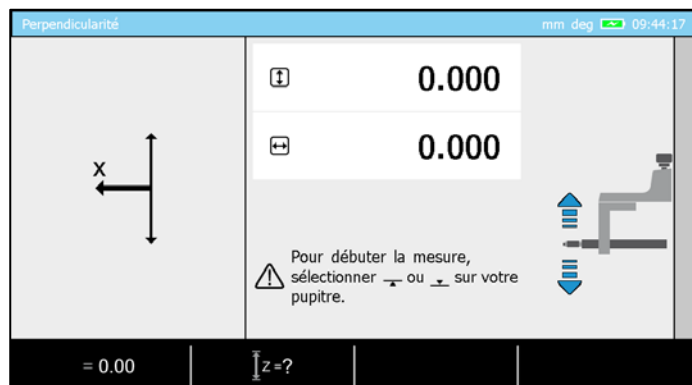 Perpendicularité
mm deg 09:44:17
0.000
0.000
X
Pour débuter la mesure,
sélectionner ou sur votre
pupitre.
= 0.00
z=?